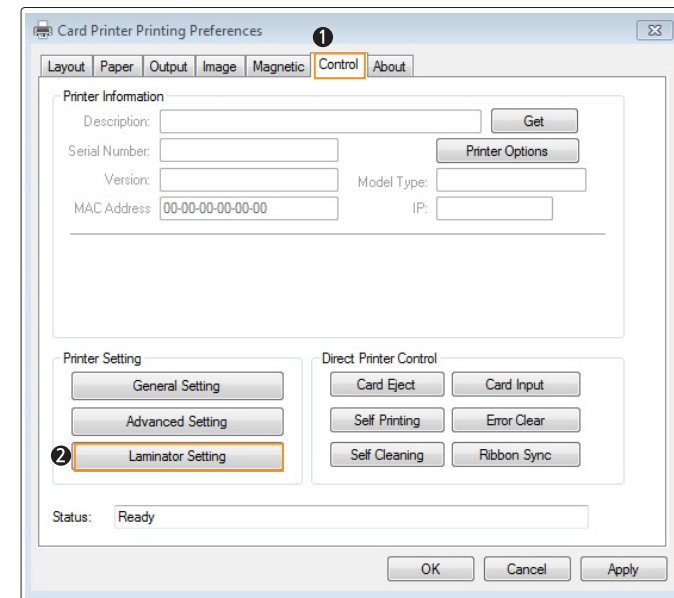 Card Printer Printing Preferences
❶
Layout Paper Output Image Magnetic Control About
Printer Information
Description: Get
Serial Number: Printer Options
Version: Model Type:
MAC Address 00-00-00-00-00-00 IP:
Printer Setting Direct Printer Control
General Setting Card Eject Card Input
Advanced Setting Self Printing Error Clear
❷ Laminator Setting Self Cleaning Ribbon Sync
Status: Ready
OK Cancel Apply